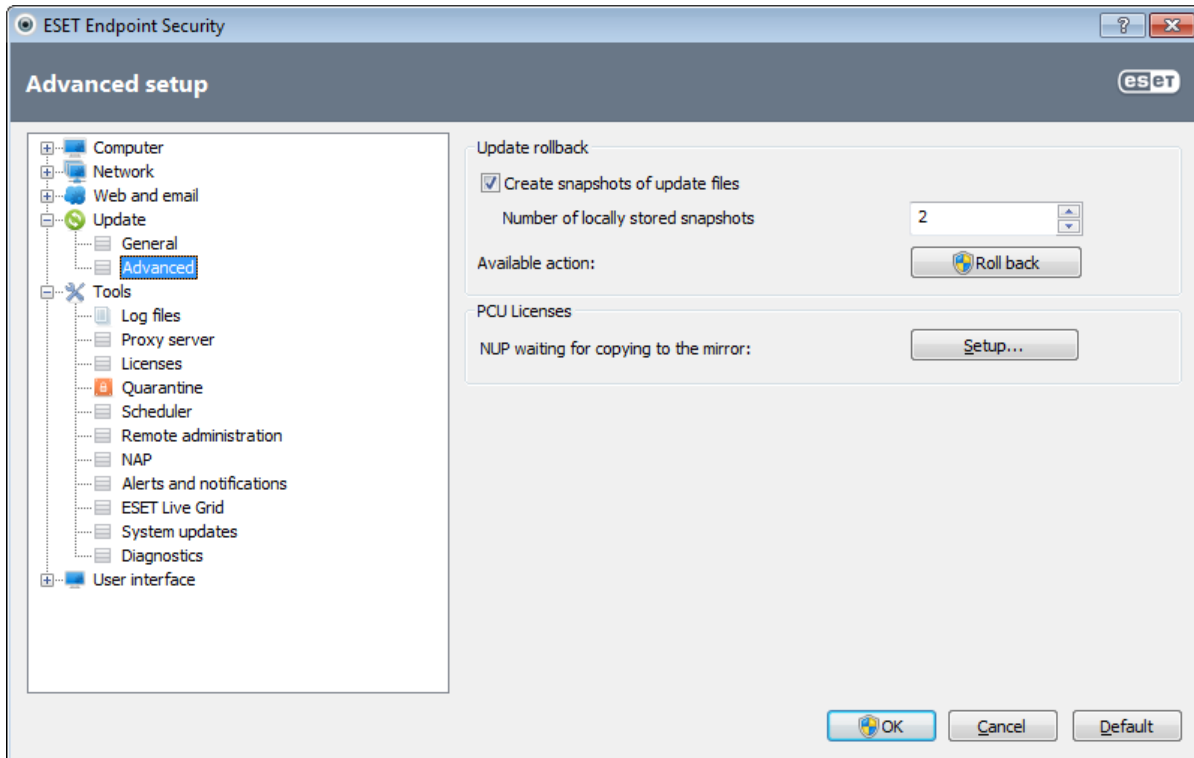 ESET Endpoint Security
Advanced setup
eset
Computer
Network
Web and email
Update
General
Advanced
Tools
Log files
Proxy server
Licenses
Quarantine
Scheduler
Remote administration
NAP
Alerts and notifications
ESET Live Grid
System updates
Diagnostics
User interface
Update rollback
Create snapshots of update files
Number of locally stored snapshots 2
Available action: Roll back
PCU Licenses
NUP waiting for copying to the mirror: Setup...
OK Cancel Default